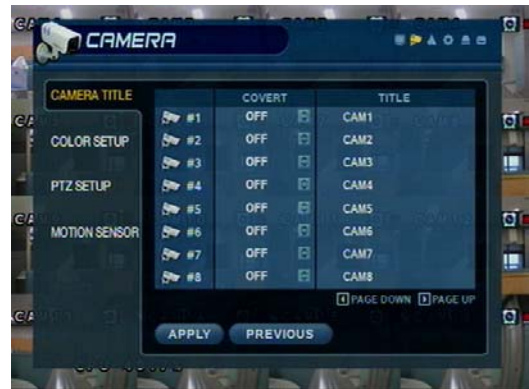 CAMERA
CAMERA TITLE
COLOR SETUP
PTZ SETUP
MOTION SENSOR
COVERT TITLE
#1 OFF CAM1
#2 OFF CAM2
#3 OFF CAM3
#4 OFF CAM4
#5 OFF CAM5
#6 OFF CAM6
#7 OFF CAM7
#8 OFF CAM8
PAGE DOWN PAGE UP
APPLY PREVIOUS